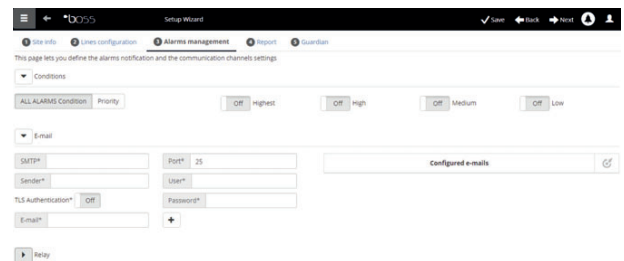 boss Setup Wizard Save Back Next
1 Site info 2 Lines configuration 3 Alarms management 4 Report 5 Guardian
This page lets you define the alarms notification and the communication channels settings
Conditions
ALL ALARMS Condition Priority Off Highest Off High Off Medium Off Low
E-mail
SMTP* Port* 25 Configured e-mails
Sender* User*
TLS Authentication* Off Password*
E-mail* +
Relay